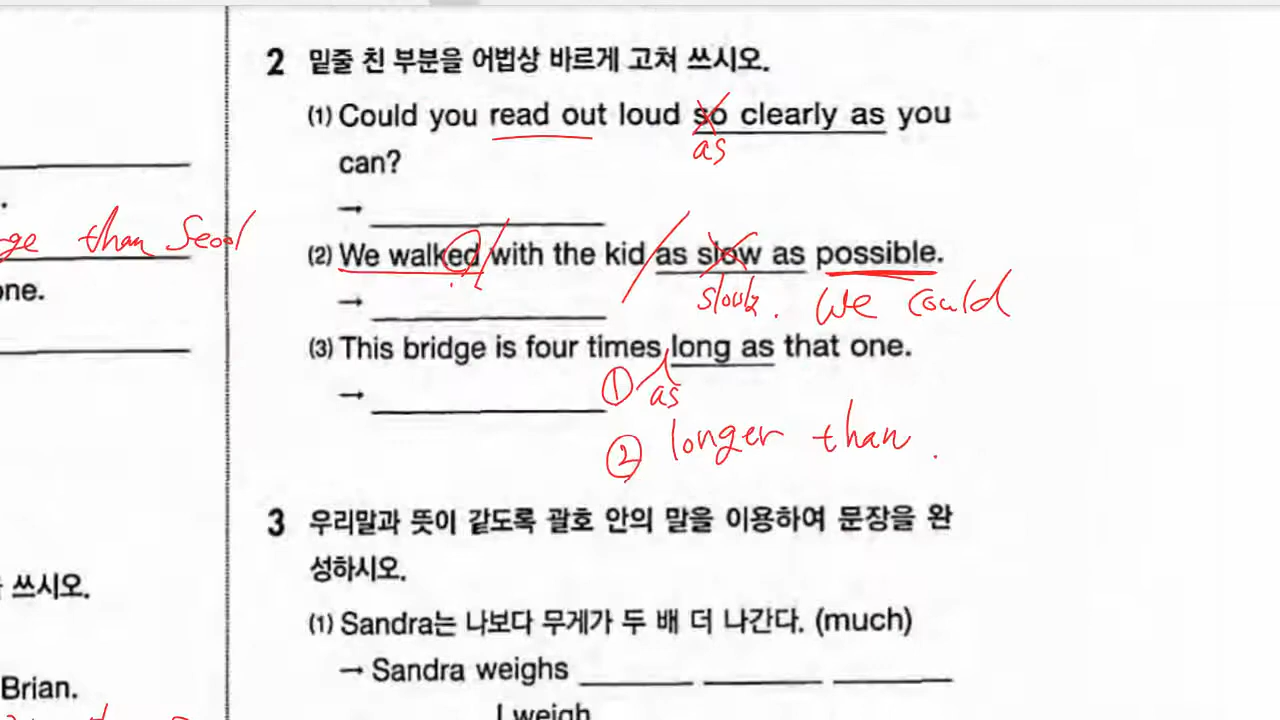 2 밑줄 친 부분을 어법상 바르게 고쳐 쓰시오.
(1) Could you read out loud so clearly as you
as
can?
→
than Seoul
(2) We walked with the kid as slow as possible.
one.
→
We could
(3) This bridge is four times long as that one.
① as
→
② longer than.
3 우리말과 뜻이 같도록 괄호 안의 말을 이용하여 문장을 완
성하시오.
쓰시오.
(1) Sandra는 나보다 무게가 두 배 더 나간다. (much)
→ Sandra weighs
Brian.
I weigh